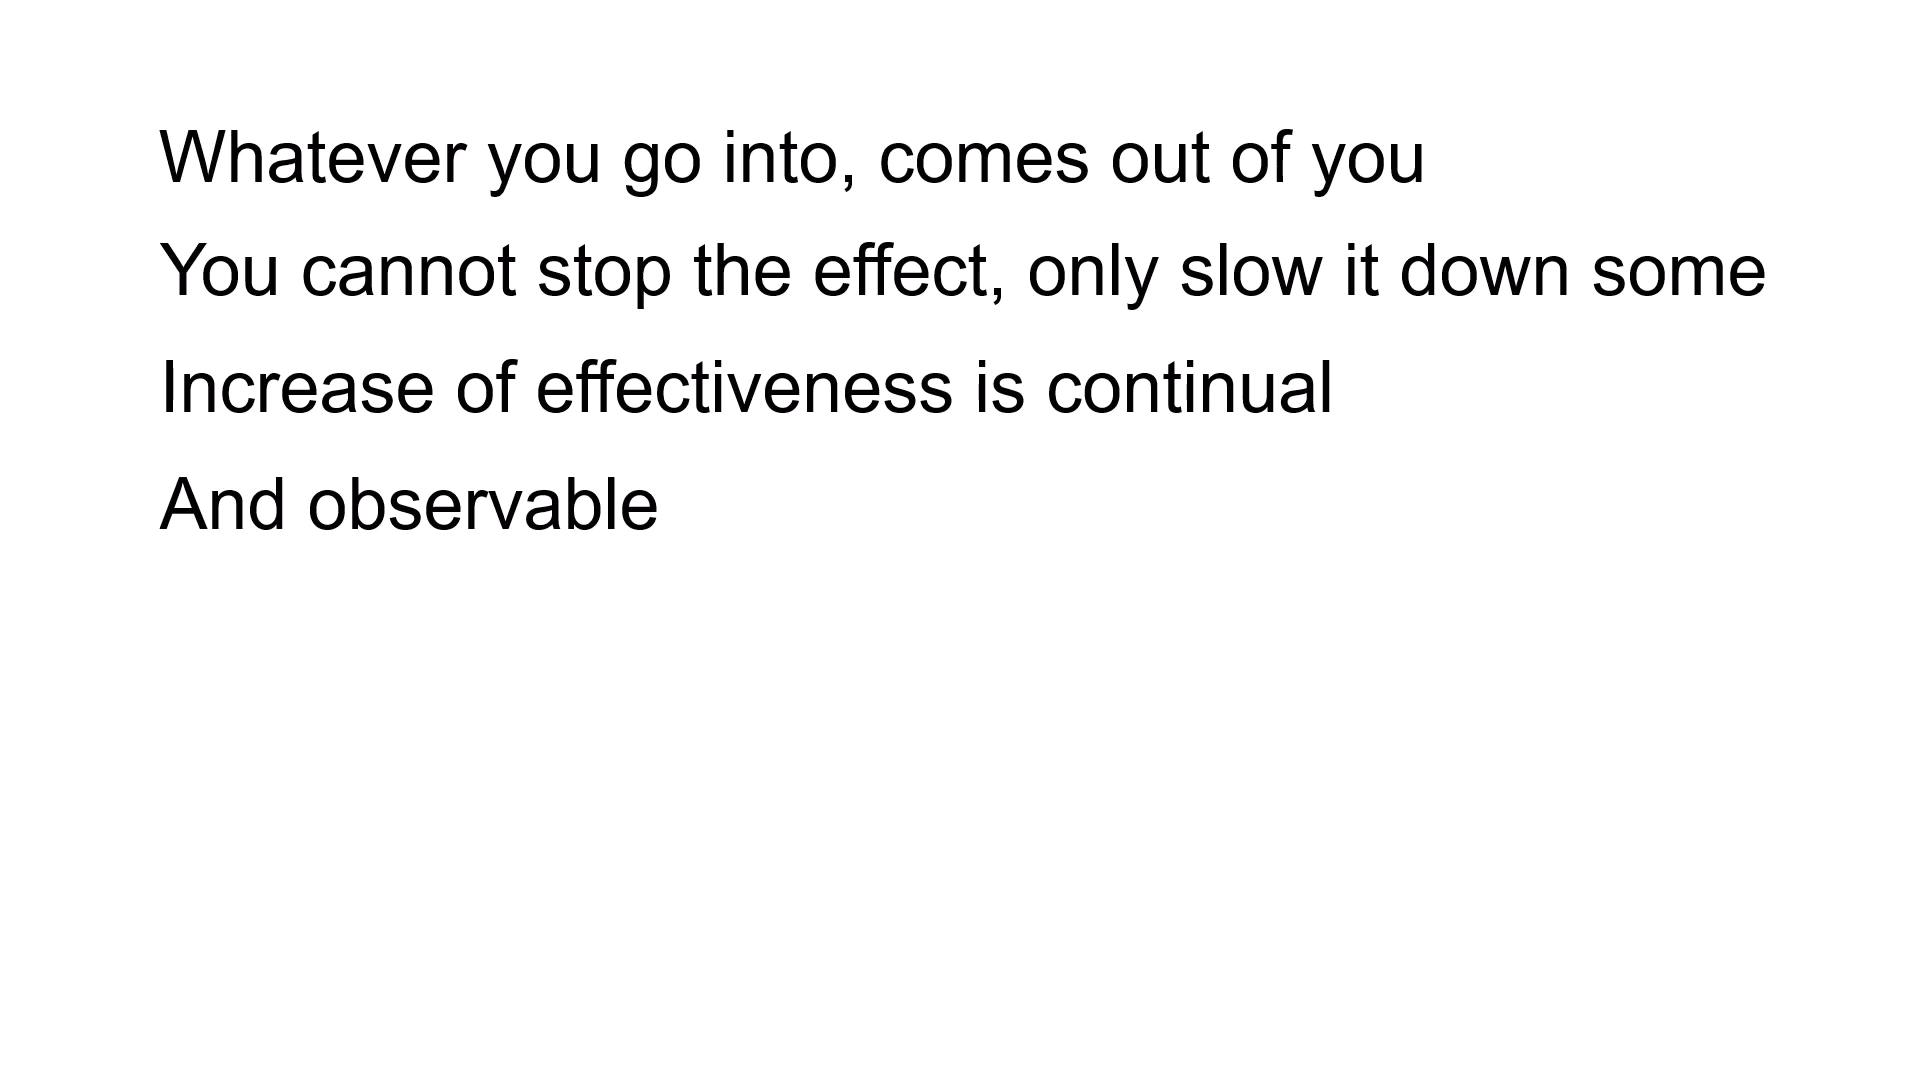 Whatever you go into, comes out of you
You cannot stop the effect, only slow it down some
Increase of effectiveness is continual
And observable